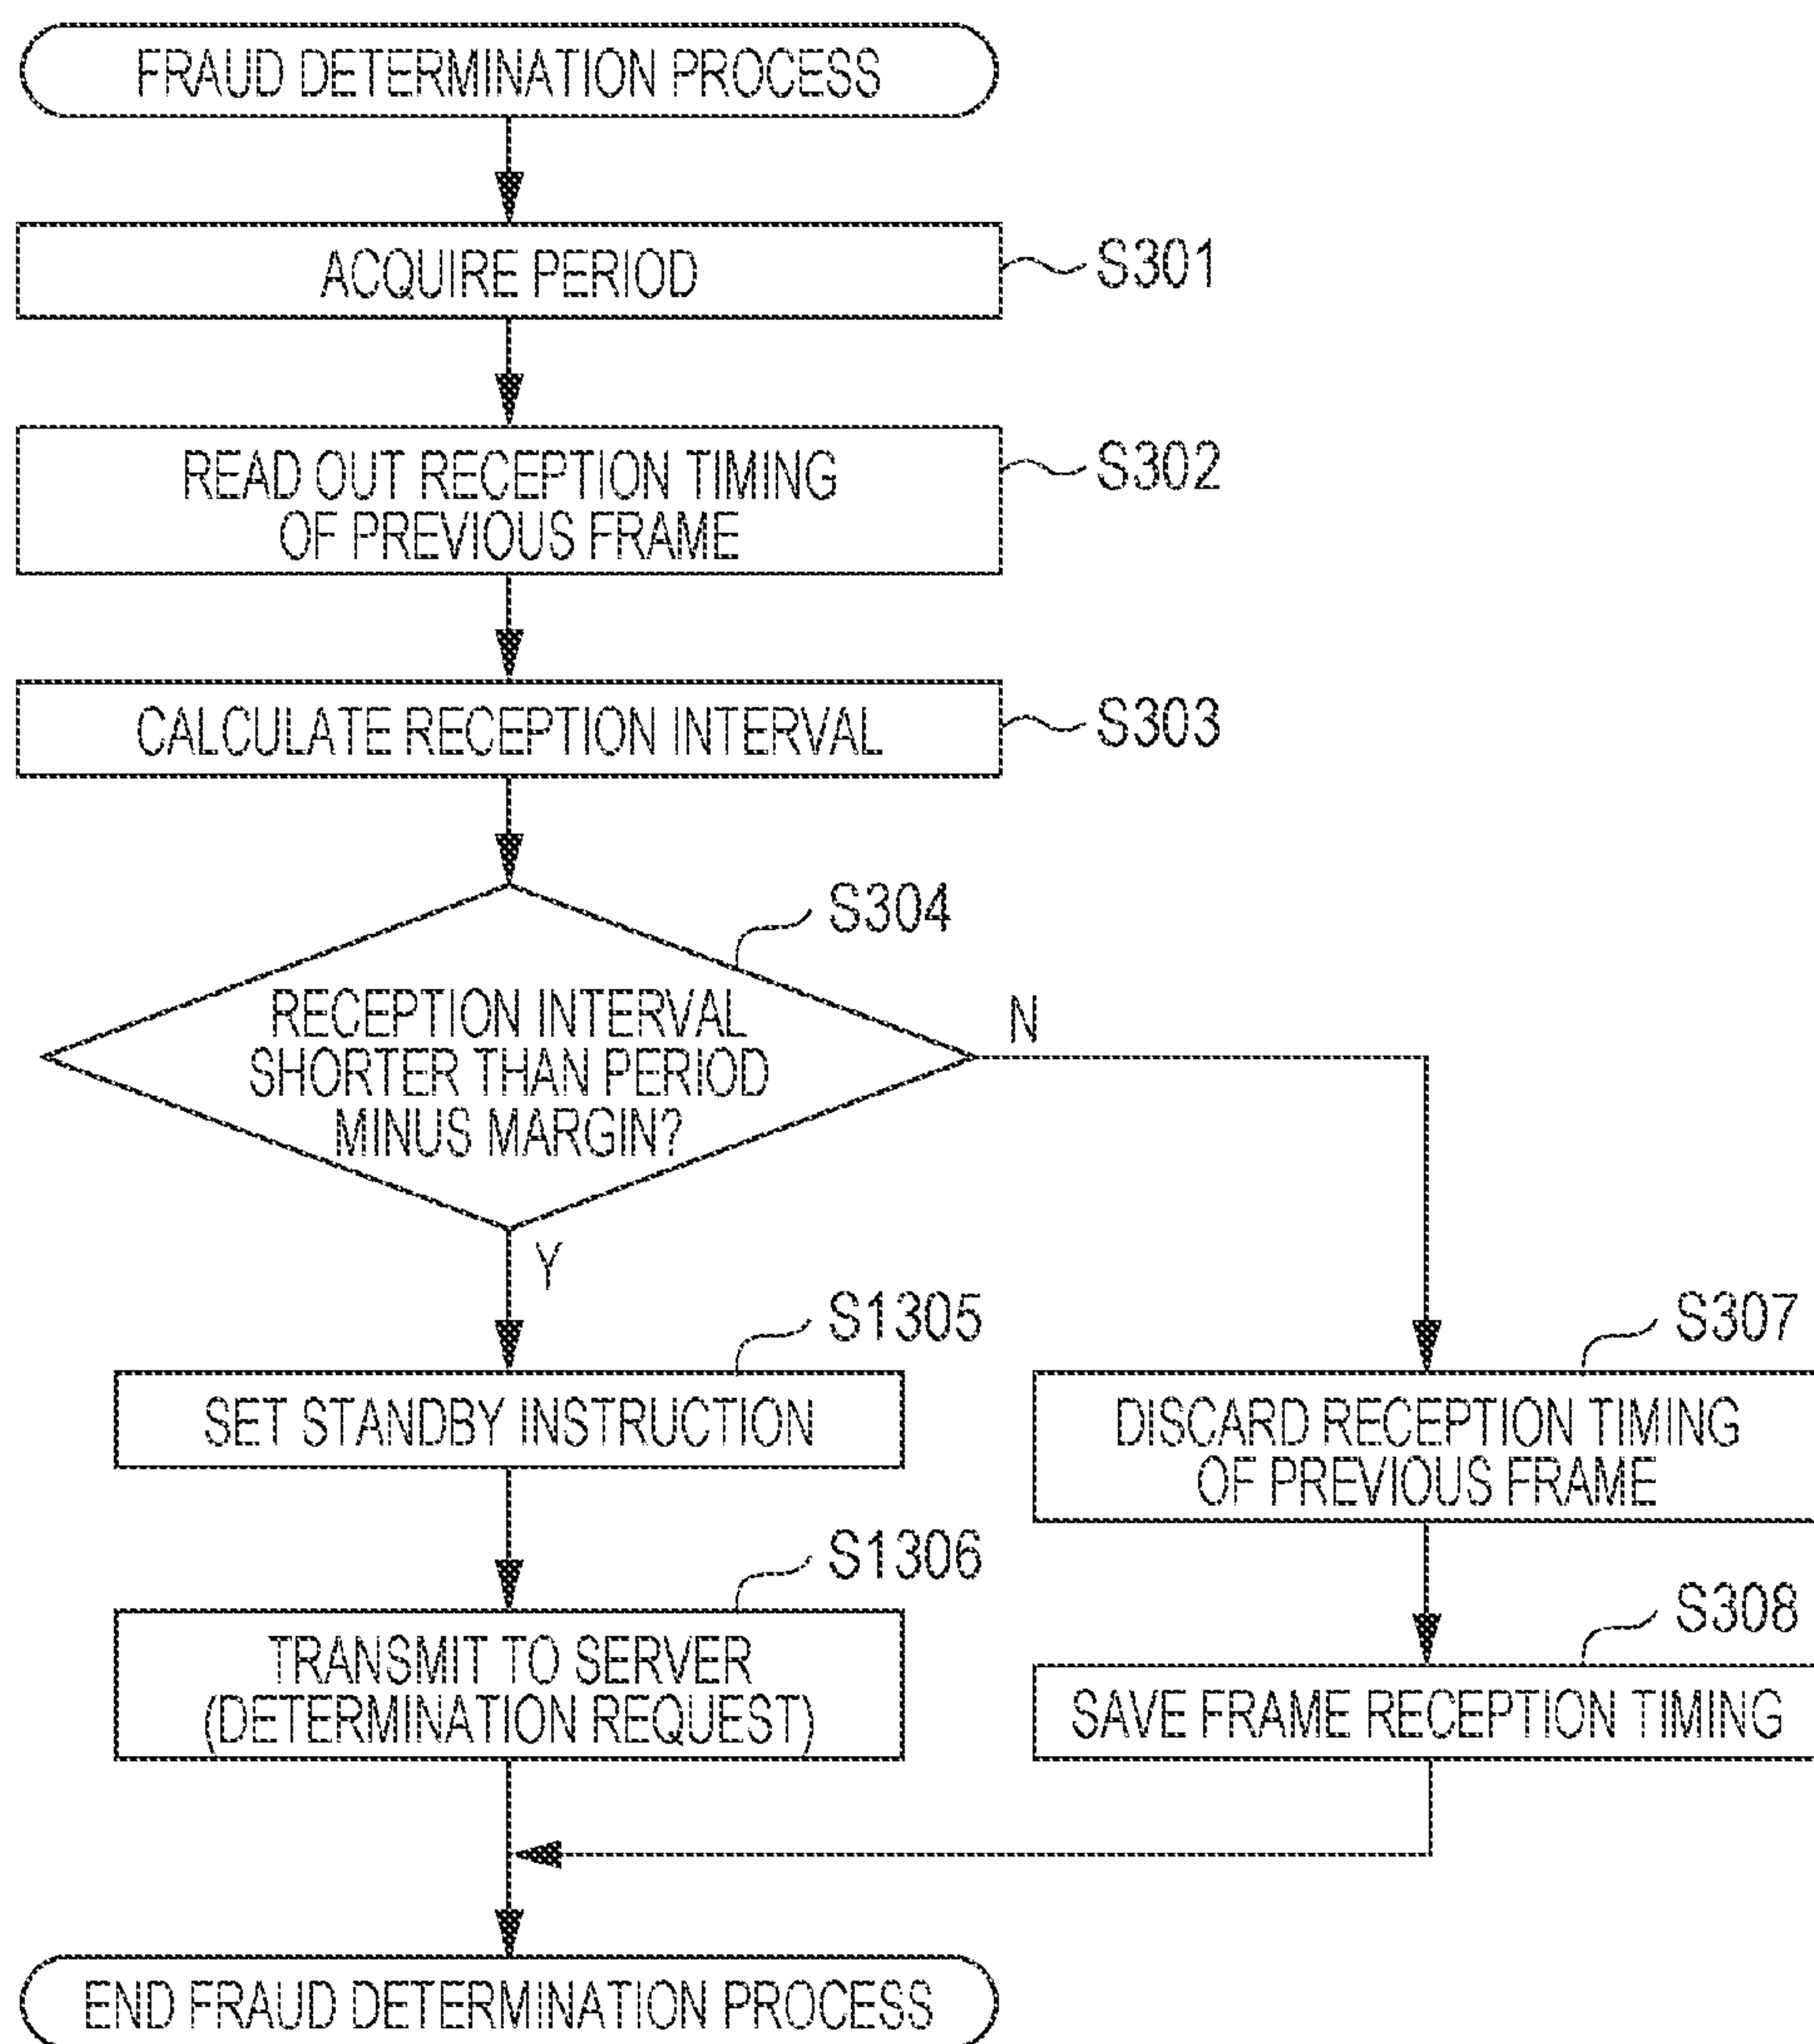 FRAUD DETERMINATION PROCESS
ACQUIRE PERIOD
S301
READ OUT RECEPTION TIMING
OF PREVIOUS FRAME
S302
CALCULATE RECEPTION INTERVAL
S303
S304
RECEPTION INTERVAL
SHORTER THAN PERIOD
MINUS MARGIN?
N
Y
S1305
SET STANDBY INSTRUCTION
S307
DISCARD RECEPTION TIMING
OF PREVIOUS FRAME
S1306
TRANSMIT TO SERVER
(DETERMINATION REQUEST)
S308
SAVE FRAME RECEPTION TIMING
END FRAUD DETERMINATION PROCESS